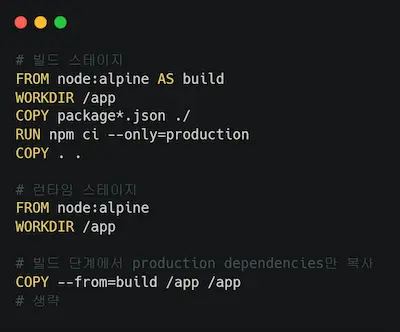 # 빌드 스테이지
FROM node:alpine AS build
WORKDIR /app
COPY package*.json ./
RUN npm ci --only=production
COPY . .
# 런타임 스테이지
FROM node:alpine
WORKDIR /app
# 빌드 단계에서 production dependencies만 복사
COPY --from=build /app /app
# 생략